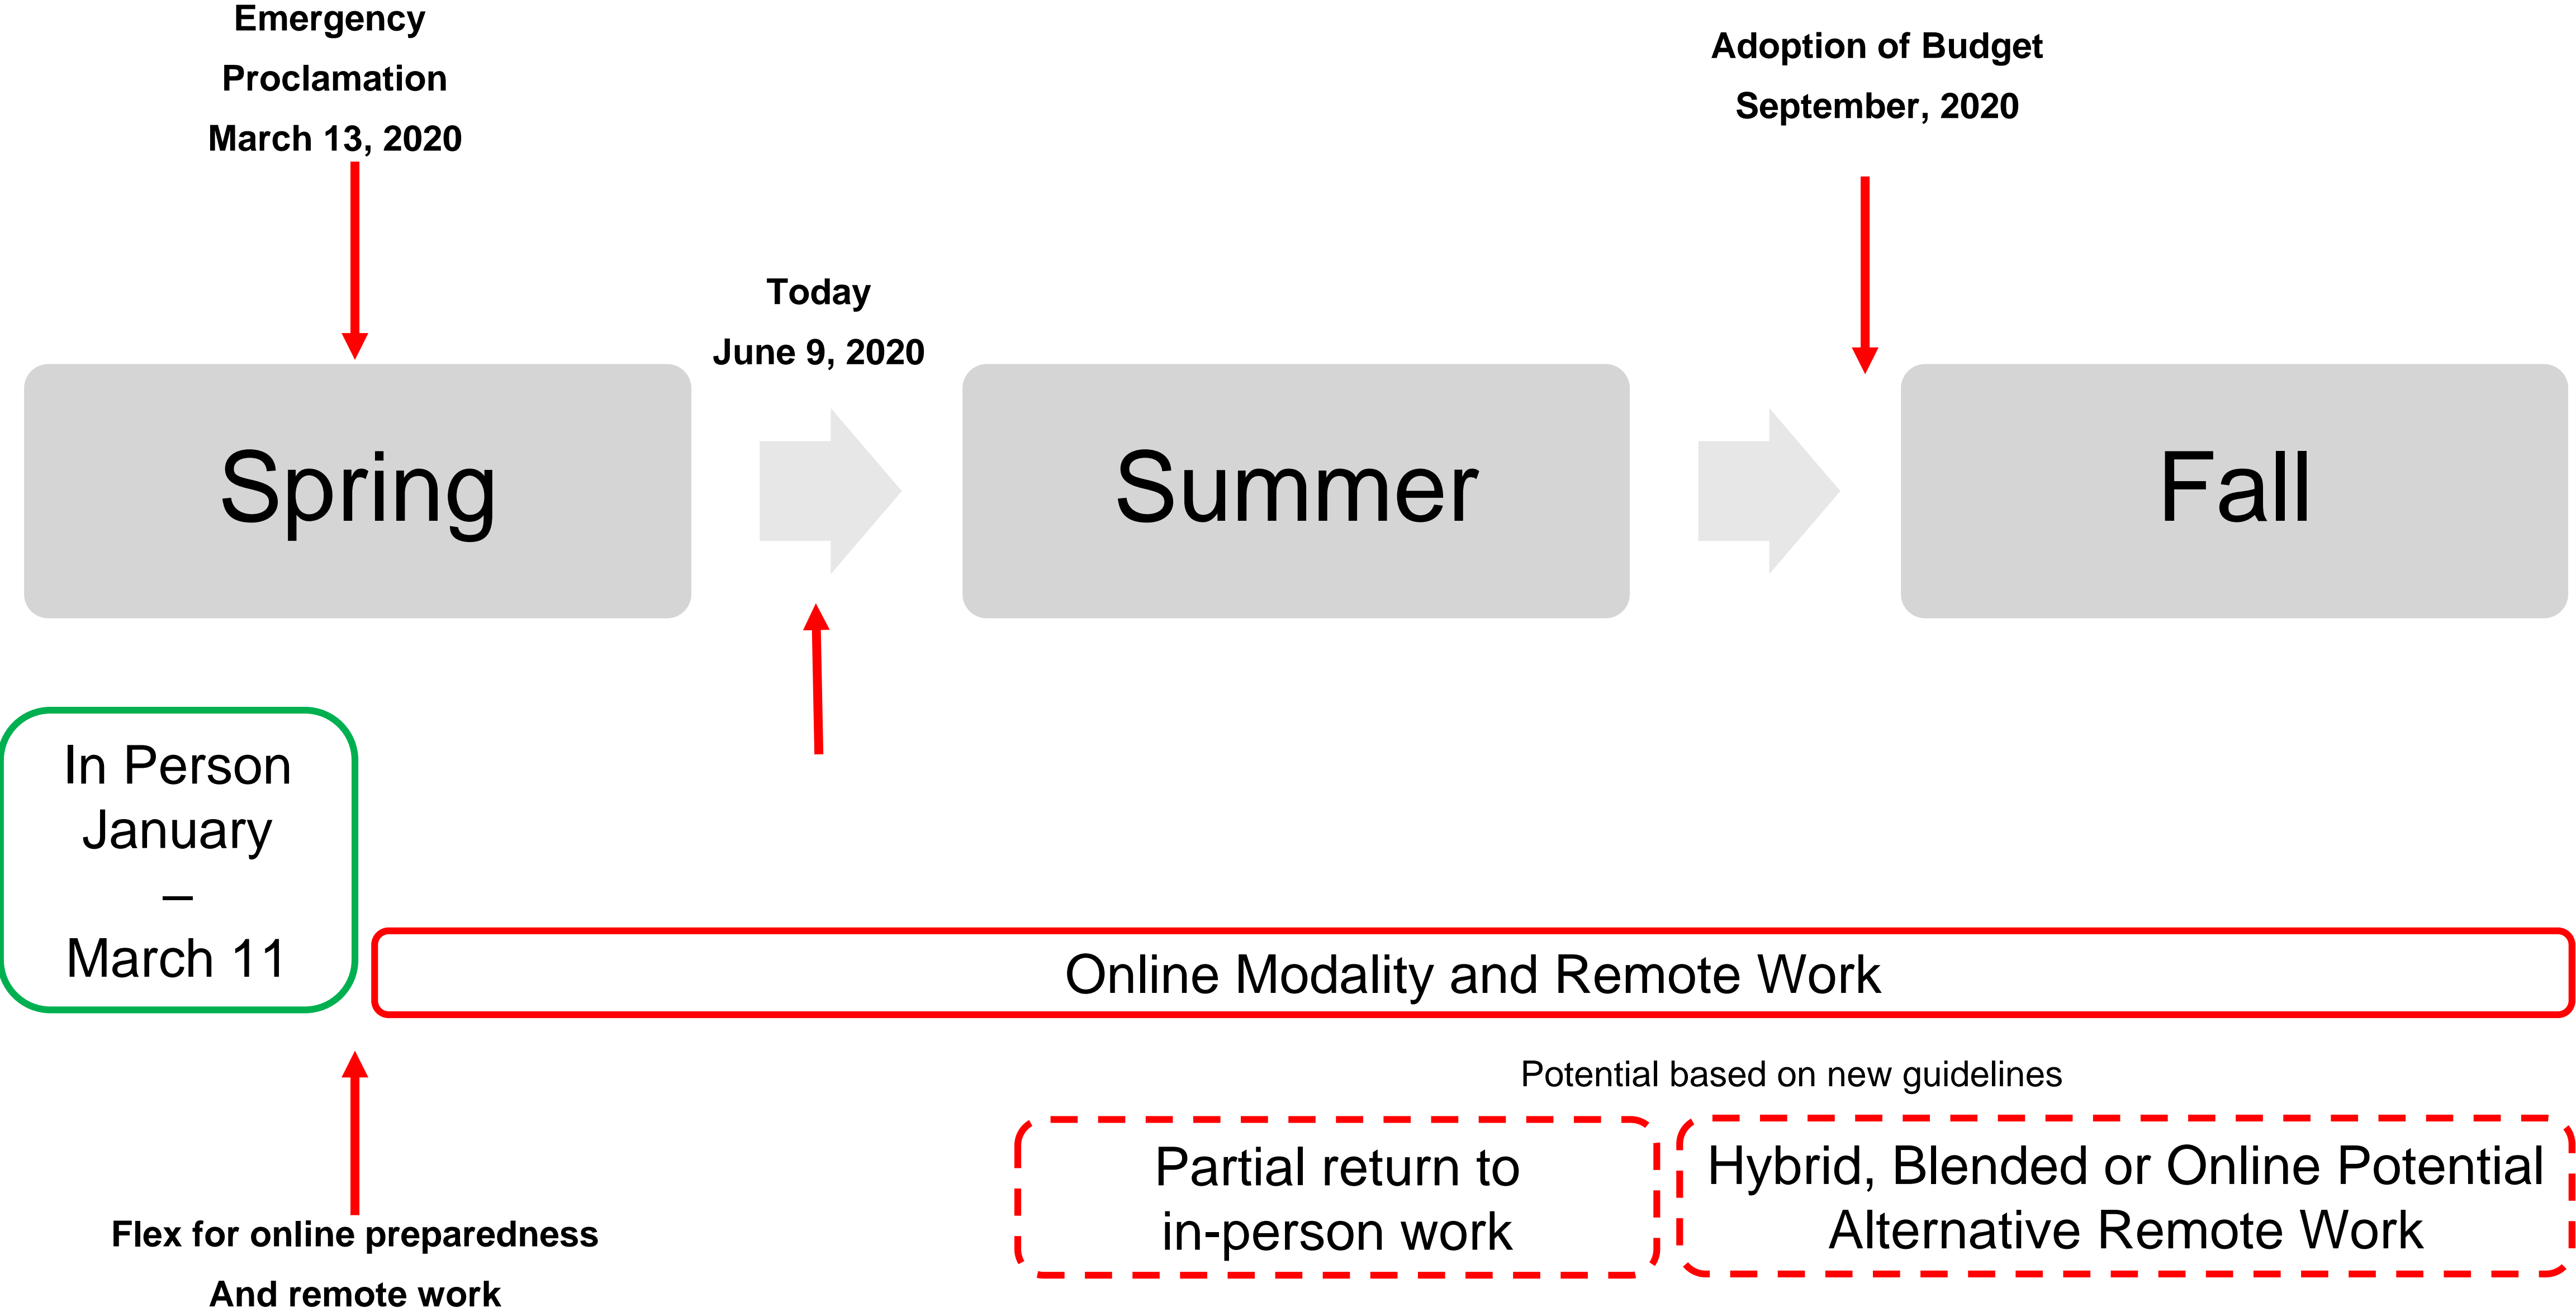 Emergency
Proclamation
March 13, 2020
Adoption of Budget
September, 2020
Today
June 9, 2020
Spring
Summer
Fall
In Person
January
–
March 11
Online Modality and Remote Work
Potential based on new guidelines
Partial return to
in-person work
Hybrid, Blended or Online Potential
Alternative Remote Work
Flex for online preparedness
And remote work